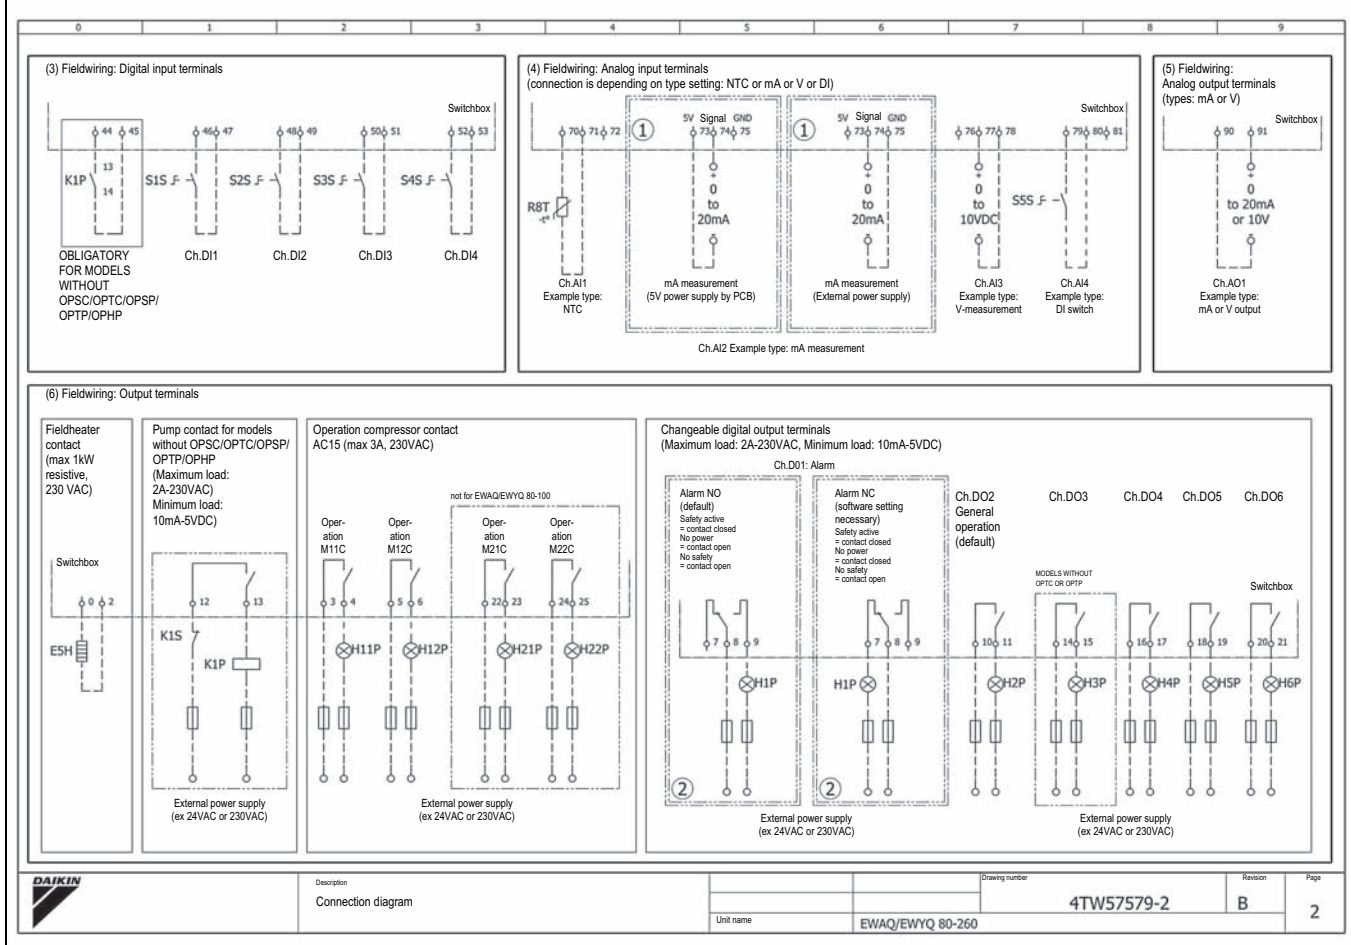 0 1 2 3 4 5 6 7 8 9
(3) Fieldwiring: Digital input terminals
Switchbox
44 45 46 47 48 49 50 51 52 53
13
K1P
14
S1S S2S S3S S4S
OBLIGATORY
FOR MODELS
WITHOUT
OPSC/OPTC/OPSP/
OPTP/OPHP
Ch.DI1 Ch.DI2 Ch.DI3 Ch.DI4
(4) Fieldwiring: Analog input terminals
(connection is depending on type setting: NTC or mA or V or DI)
Switchbox
70 71 72
R8T
-t°
Ch.AI1
Example type:
NTC
1
5V Signal GND
73 74 75
+
0
to
20mA
-
mA measurement
(5V power supply by PCB)
1
5V Signal GND
73 74 75
+
0
to
20mA
-
mA measurement
(External power supply)
Ch.AI2 Example type: mA measurement
76 77 78
+
0
to
10VDC
-
Ch.AI3
Example type:
V-measurement
79 80 81
S5S
Ch.AI4
Example type:
DI switch
(5) Fieldwiring:
Analog output terminals
(types: mA or V)
Switchbox
90 91
+
0
to 20mA
or 10V
-
Ch.AO1
Example type:
mA or V output
(6) Fieldwiring: Output terminals
Fieldheater
contact
(max 1kW
resistive,
230 VAC)
Switchbox
0 2
E5H
Pump contact for models
without OPSC/OPTC/OPSP/
OPTP/OPHP
(Maximum load:
2A-230VAC)
Minimum load:
10mA-5VDC)
12 13
K1S
K1P
External power supply
(ex 24VAC or 230VAC)
Operation compressor contact
AC15 (max 3A, 230VAC)
not for EWAQ/EWYQ 80-100
Oper-
ation
M11C
Oper-
ation
M12C
Oper-
ation
M21C
Oper-
ation
M22C
3 4 5 6 22 23 24 25
H11P H12P H21P H22P
External power supply
(ex 24VAC or 230VAC)
Changeable digital output terminals
(Maximum load: 2A-230VAC, Minimum load: 10mA-5VDC)
Ch.D01: Alarm
Alarm NO
(default)
Safety active
= contact closed
No power
= contact open
No safety
= contact open
7 8 9
H1P
2
Alarm NC
(software setting
necessary)
Safety active
= contact closed
No power
= contact closed
No safety
= contact open
7 8 9
H1P
2
External power supply
(ex 24VAC or 230VAC)
Ch.DO2
General
operation
(default)
Ch.DO3 Ch.DO4 Ch.DO5 Ch.DO6
MODELS WITHOUT
OPTC OR OPTP
Switchbox
10 11 14 15 16 17 18 19 20 21
H2P H3P H4P H5P H6P
External power supply
(ex 24VAC or 230VAC)
DAIKIN
Description
Connection diagram
Unit name
EWAQ/EWYQ 80-260
Drawing number
4TW57579-2
Revision
B
Page
2